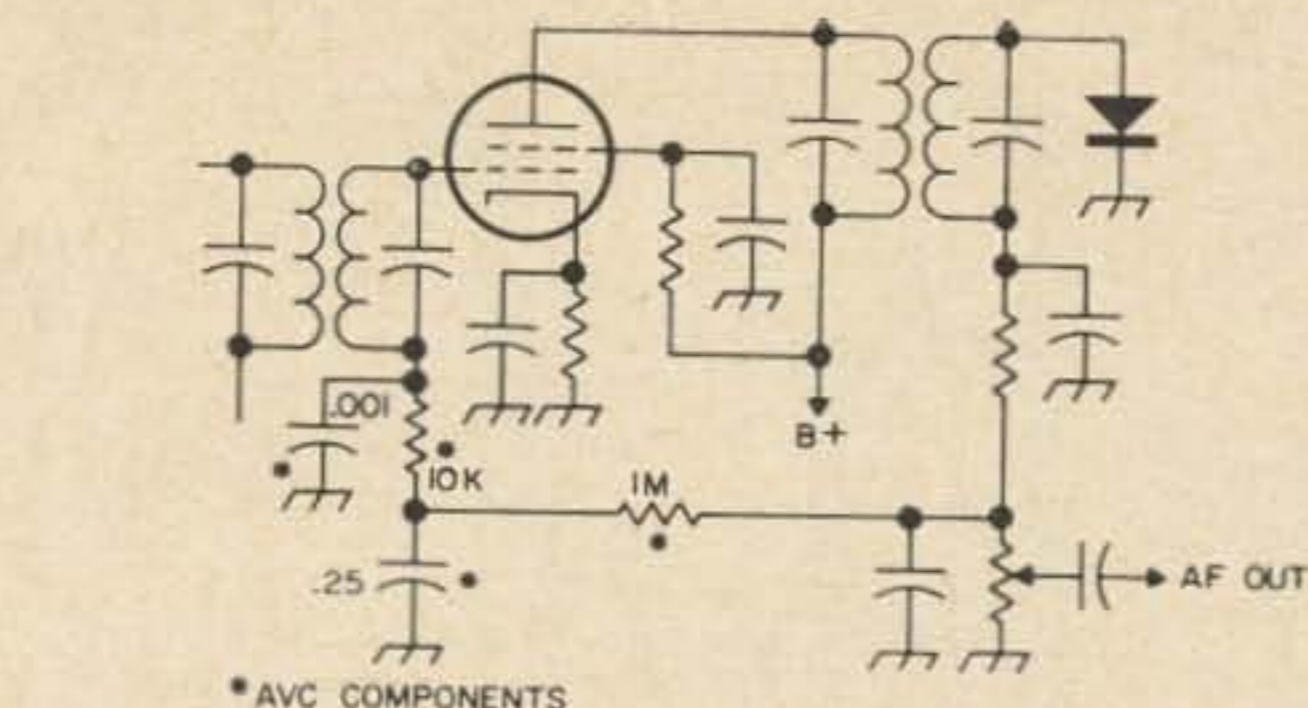 .001
10K
1M
B+
.25
AF OUT
* AVC COMPONENTS